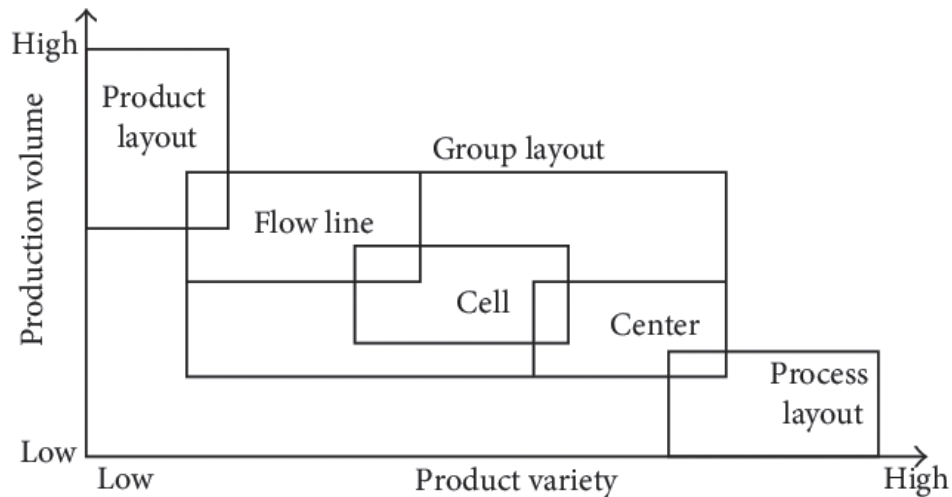 High
Product
layout
Group layout
Flow line
Cell
Center
Process
layout
Production volume
Low
Low
Product variety
High